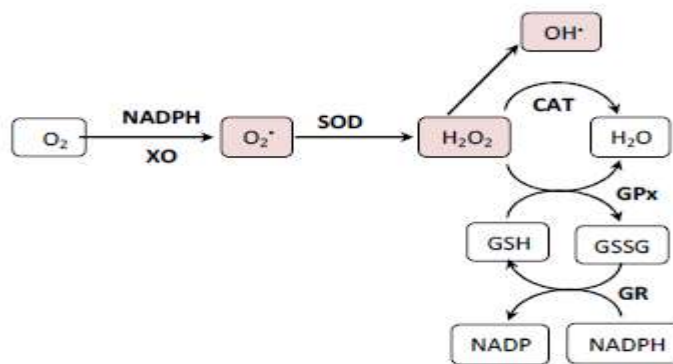 OH•
NADPH
SOD
CAT
O₂
O₂•
H₂O₂
H₂O
XO
GPx
GSH
GSSG
GR
NADP
NADPH